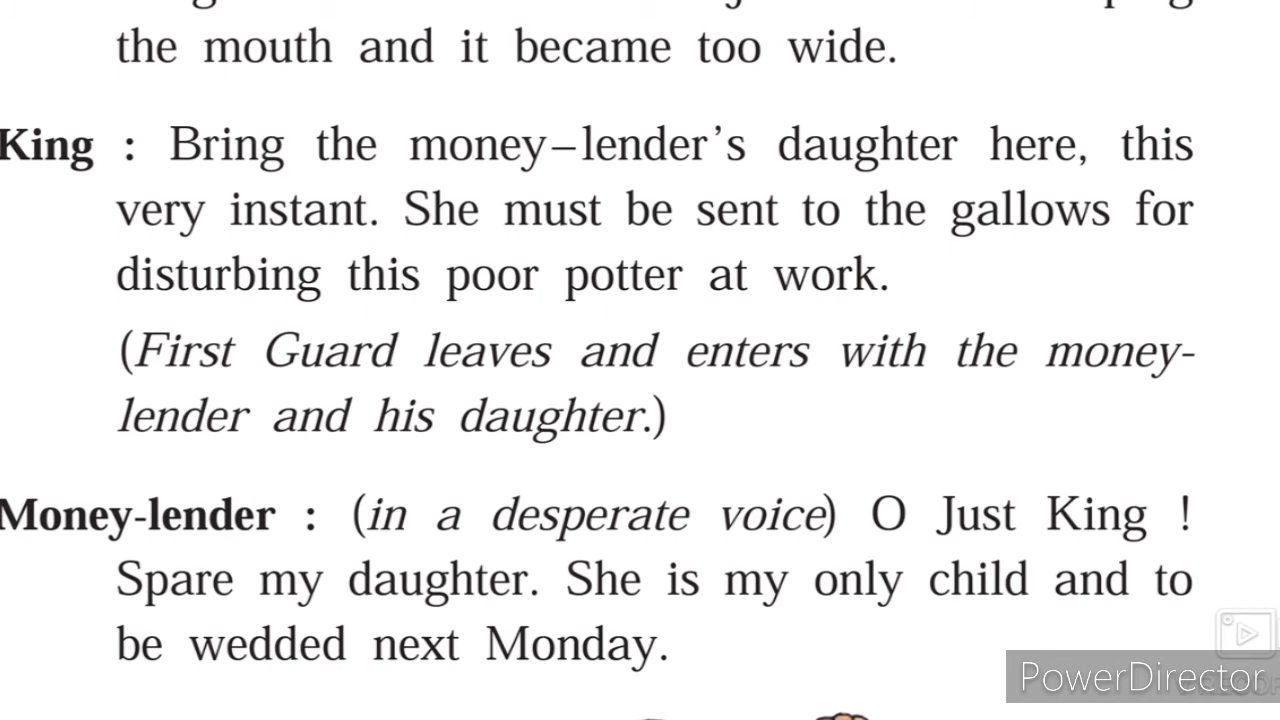 the mouth and it became too wide.
King : Bring the money–lender's daughter here, this
very instant. She must be sent to the gallows for
disturbing this poor potter at work.
(First Guard leaves and enters with the money-
lender and his daughter.)
Money-lender : (in a desperate voice) O Just King !
Spare my daughter. She is my only child and to
be wedded next Monday.
PowerDirector